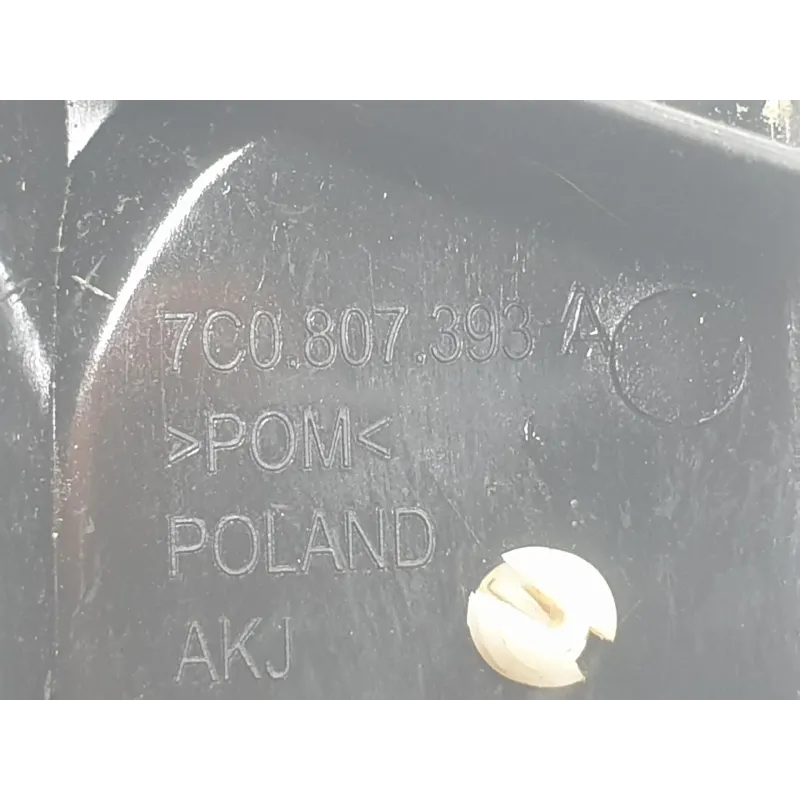 7C0.807.393 A
>POM<
POLAND
AKJ